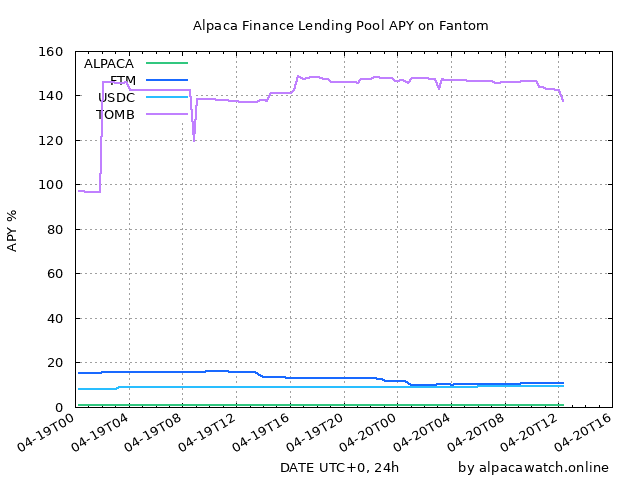 Alpaca Finance Lending Pool APY on Fantom
160
140
120
100
80
60
40
20
0
APY %
ALPACA
FTM
USDC
TOMB
04-19T00
04-19T04
04-19T08
04-19T12
04-19T16
04-19T20
04-20T00
04-20T04
04-20T08
04-20T12
04-20T16
DATE UTC+0, 24h
by alpacawatch.online